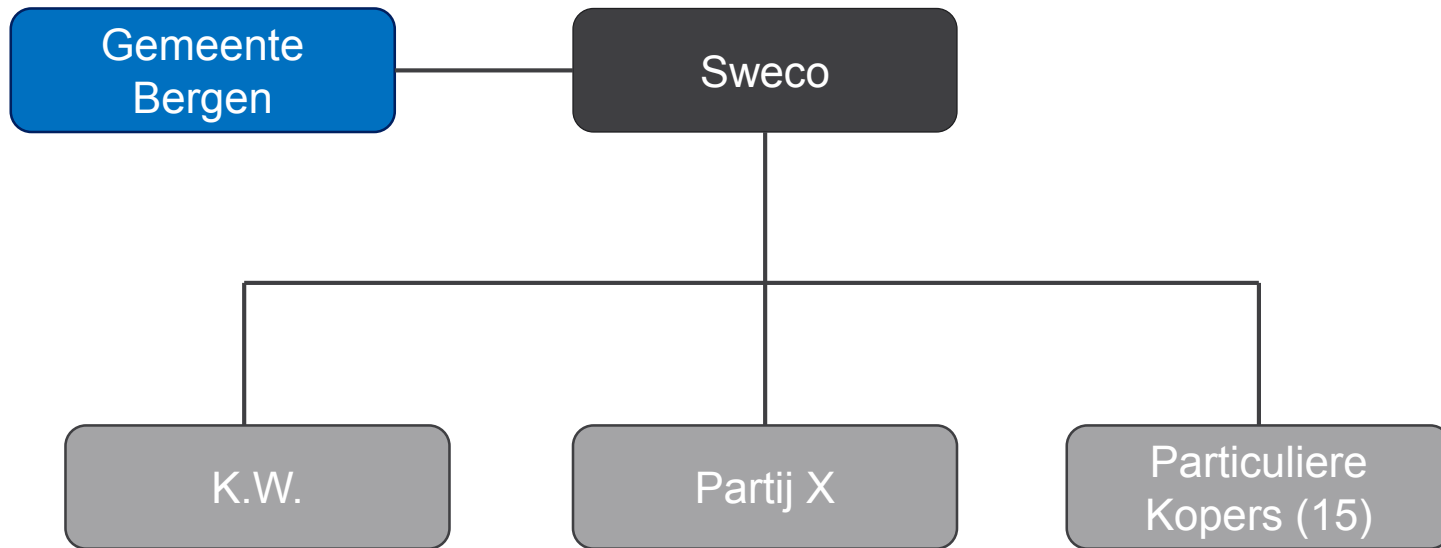 Gemeente
Bergen
Sweco
K.W.
Partij X
Particuliere
Kopers (15)